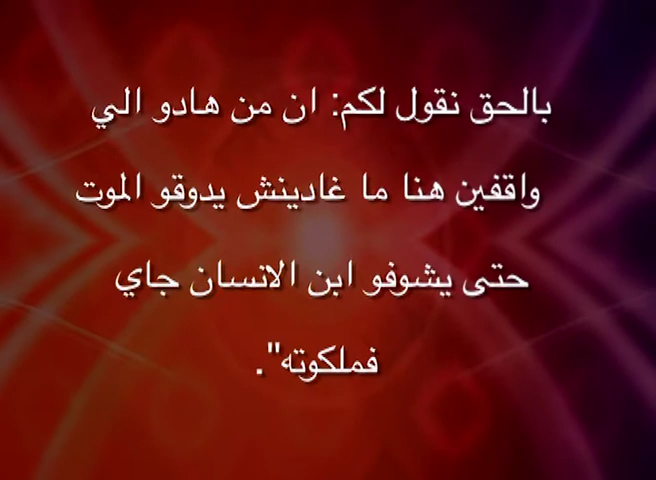 بالحق نقول لكم: ان من هادو الي
واقفين هنا ما غادينش يدوقو الموت
حتى يشوفو ابن الانسان جاي
فملكوته".